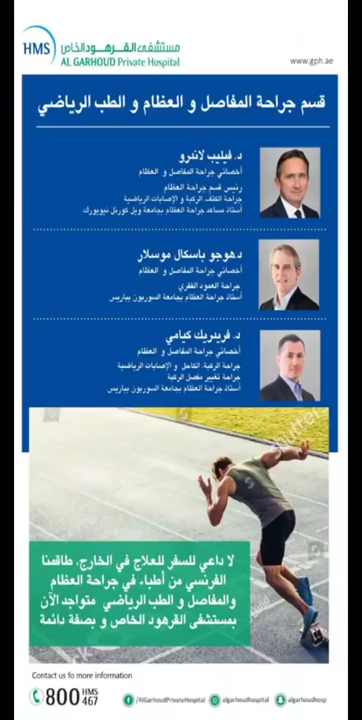 HMS
مستشفى القرهود الخاص
AL GARHOUD Private Hospital
www.gph.ae
قسم جراحة المفاصل و العظام و الطب الرياضي
د. فيليب لاندرو
أخصائي جراحة المفاصل و العظام
رئيس قسم جراحة العظام
جراحة الكتف، الركبة و الإصابات الرياضية
أستاذ مساعد جراحة العظام بجامعة ويل كورنل نيويورك
د.هوجو باسكال موسلار
أخصائي جراحة المفاصل و العظام
جراحة العمود الفقري
أستاذ جراحة العظام بجامعة السوربون بباريس
د. فريدريك كيامي
أخصائي جراحة المفاصل و العظام
جراحة الركبة، الكاحل و الإصابات الرياضية
جراحة تغيير مفصل الركبة
أستاذ جراحة العظام بجامعة السوربون بباريس
لا داعي للسفر للعلاج في الخارج، طاقمنا
الفرنسي من أطباء في جراحة العظام
والمفاصل و الطب الرياضي متواجد الآن
بمستشفى القرهود الخاص و بصفة دائمة
Contact us fo more information
800 HMS 467
/AlGarhoudPrivateHospital
algarhoudhospital
algarhoudhosp